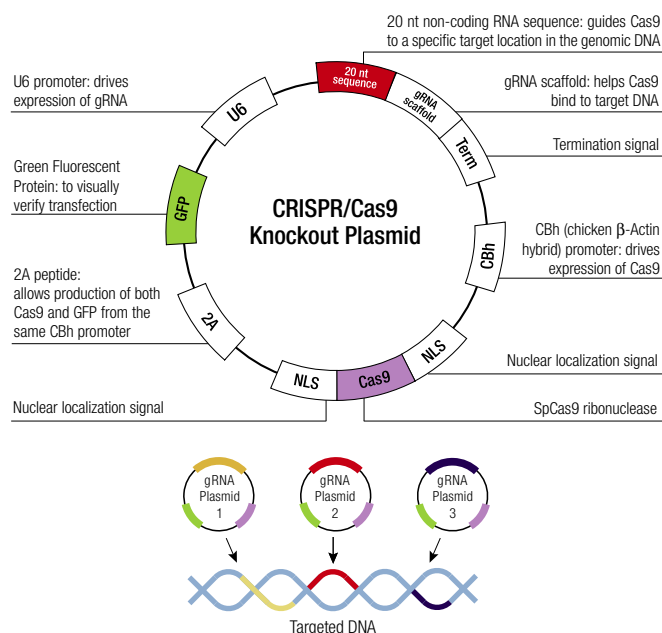 20 nt non-coding RNA sequence: guides Cas9
to a specific target location in the genomic DNA
U6 promoter: drives
expression of gRNA
gRNA scaffold: helps Cas9
bind to target DNA
Termination signal
Green Fluorescent
Protein: to visually
verify transfection
CBh (chicken β-Actin
hybrid) promoter: drives
expression of Cas9
2A peptide:
allows production of both
Cas9 and GFP from the
same CBh promoter
Nuclear localization signal
Nuclear localization signal
SpCas9 ribonuclease
20 nt
sequence
gRNA
scaffold
Term
CBh
NLS
Cas9
NLS
2A
GFP
U6
CRISPR/Cas9
Knockout Plasmid
gRNA
Plasmid
1
gRNA
Plasmid
2
gRNA
Plasmid
3
Targeted DNA